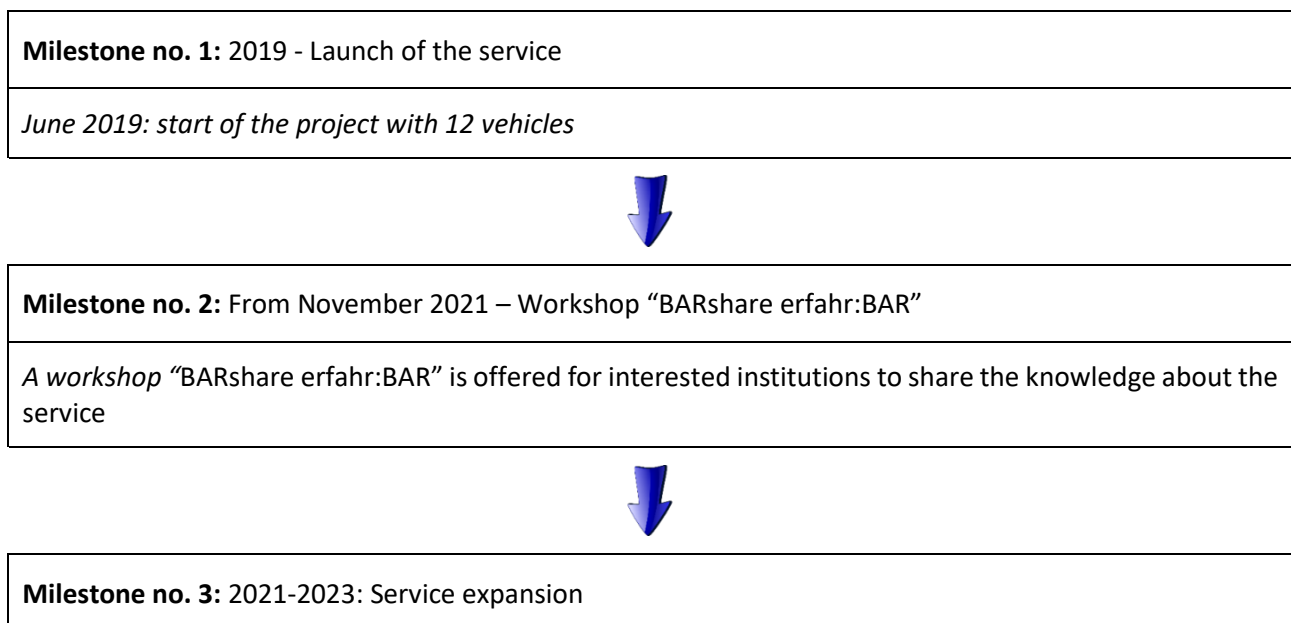 Milestone no. 1: 2019 - Launch of the service
June 2019: start of the project with 12 vehicles
Milestone no. 2: From November 2021 – Workshop “BARshare erfahr:BAR”
A workshop “BARshare erfahr:BAR” is offered for interested institutions to share the knowledge about the
service
Milestone no. 3: 2021-2023: Service expansion